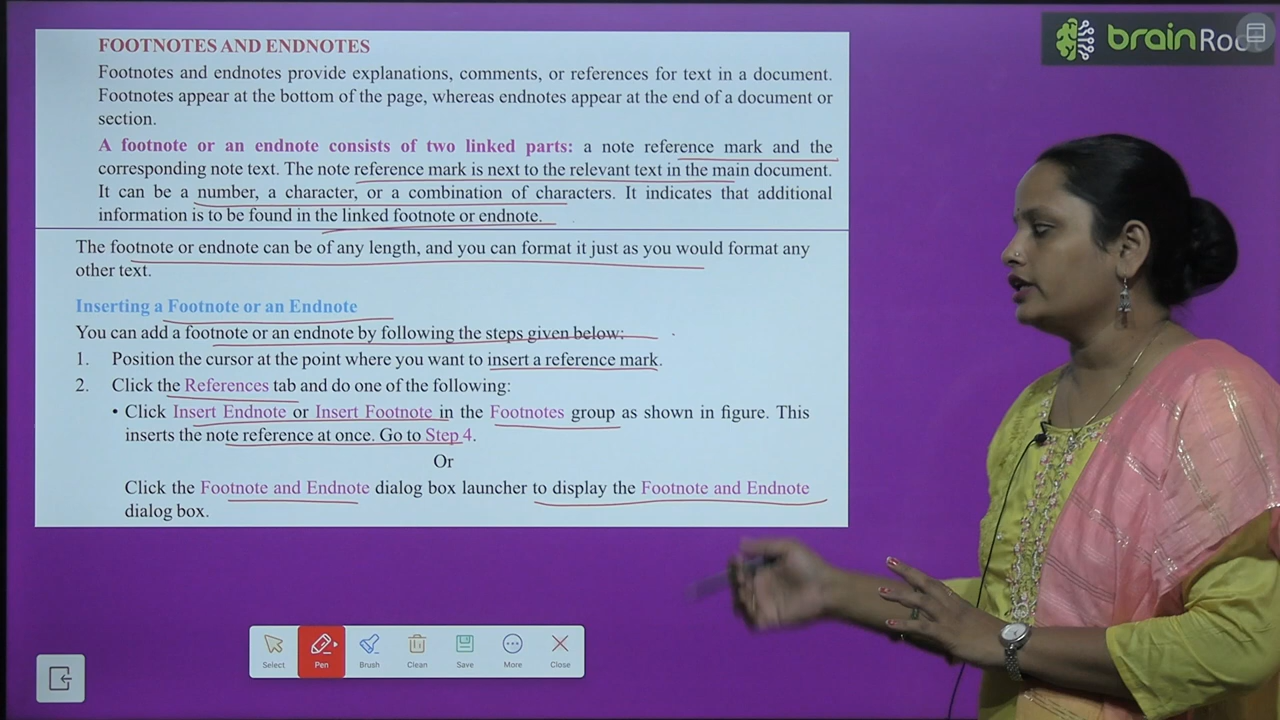 FOOTNOTES AND ENDNOTES
Footnotes and endnotes provide explanations, comments, or references for text in a document.
Footnotes appear at the bottom of the page, whereas endnotes appear at the end of a document or
section.
A footnote or an endnote consists of two linked parts: a note reference mark and the
corresponding note text. The note reference mark is next to the relevant text in the main document.
It can be a number, a character, or a combination of characters. It indicates that additional
information is to be found in the linked footnote or endnote.
The footnote or endnote can be of any length, and you can format it just as you would format any
other text.
Inserting a Footnote or an Endnote
You can add a footnote or an endnote by following the steps given below:
1. Position the cursor at the point where you want to insert a reference mark.
2. Click the References tab and do one of the following:
• Click Insert Endnote or Insert Footnote in the Footnotes group as shown in figure. This
inserts the note reference at once. Go to Step 4.
Or
Click the Footnote and Endnote dialog box launcher to display the Footnote and Endnote
dialog box.
Select Pen Brush Clean Save More Close
brain